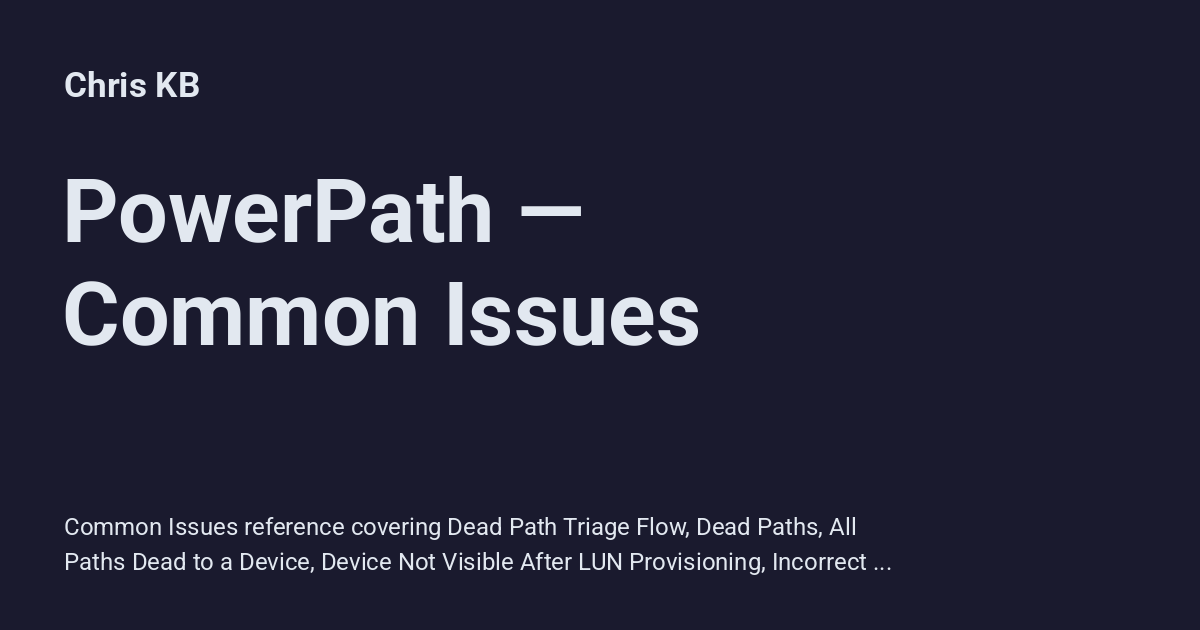 Chris KB
PowerPath —
Common Issues
Common Issues reference covering Dead Path Triage Flow, Dead Paths, All
Paths Dead to a Device, Device Not Visible After LUN Provisioning, Incorrect ...